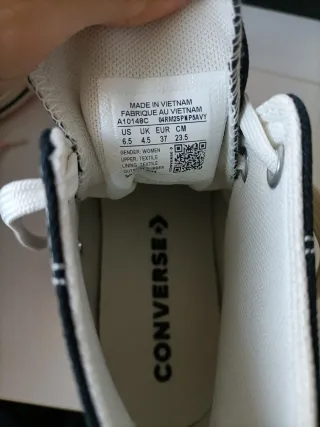 MADE IN VIETNAM
FABRIQUE AU VIETNAM
A10148C
US UK EUR CM
6.5 4.5 37 23.5
GENDER: WOMEN
UPPER: TEXTILE
LINING: TEXTILE
CONVERSE